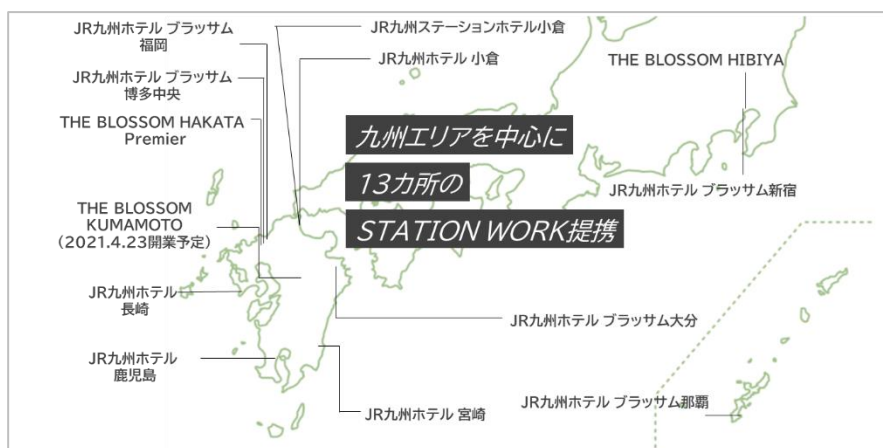 JR九州ホテル ブラッサム
福岡
JR九州ステーションホテル小倉
JR九州ホテル 小倉
JR九州ホテル ブラッサム
博多中央
THE BLOSSOM HIBIYA
THE BLOSSOM HAKATA
Premier
九州エリアを中心に
13カ所の
STATION WORK提携
JR九州ホテル ブラッサム新宿
THE BLOSSOM
KUMAMOTO
（2021.4.23開業予定）
JR九州ホテル
長崎
JR九州ホテル ブラッサム大分
JR九州ホテル
鹿児島
JR九州ホテル 宮崎
JR九州ホテル ブラッサム那覇